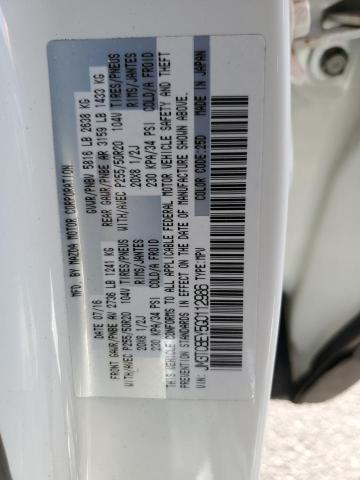 MFD. BY MAZDA MOTOR CORPORATION
DATE 07/16 GVWR/PNBV 5816 LB 2638 KG
FRONT GAWR/PNBE AV 2736 LB 1241 KG REAR GAWR/PNBE AR 3159 LB 1433 KG
WITH/AVEC P255/50R20 104V TIRES/PNEUS WITH/AVEC P255/50R20 104V TIRES/PNEUS
20X8 1/2J RIMS/JANTES 20X8 1/2J RIMS/JANTES
230 KPA/34 PSI COLD/A FROID 230 KPA/34 PSI COLD/A FROID
THIS VEHICLE CONFORMS TO ALL APPLICABLE FEDERAL MOTOR VEHICLE SAFETY AND THEFT
PREVENTION STANDARDS IN EFFECT ON THE DATE OF MANUFACTURE SHOWN ABOVE.
TYPE:MPV COLOR CODE:25D MADE IN JAPAN